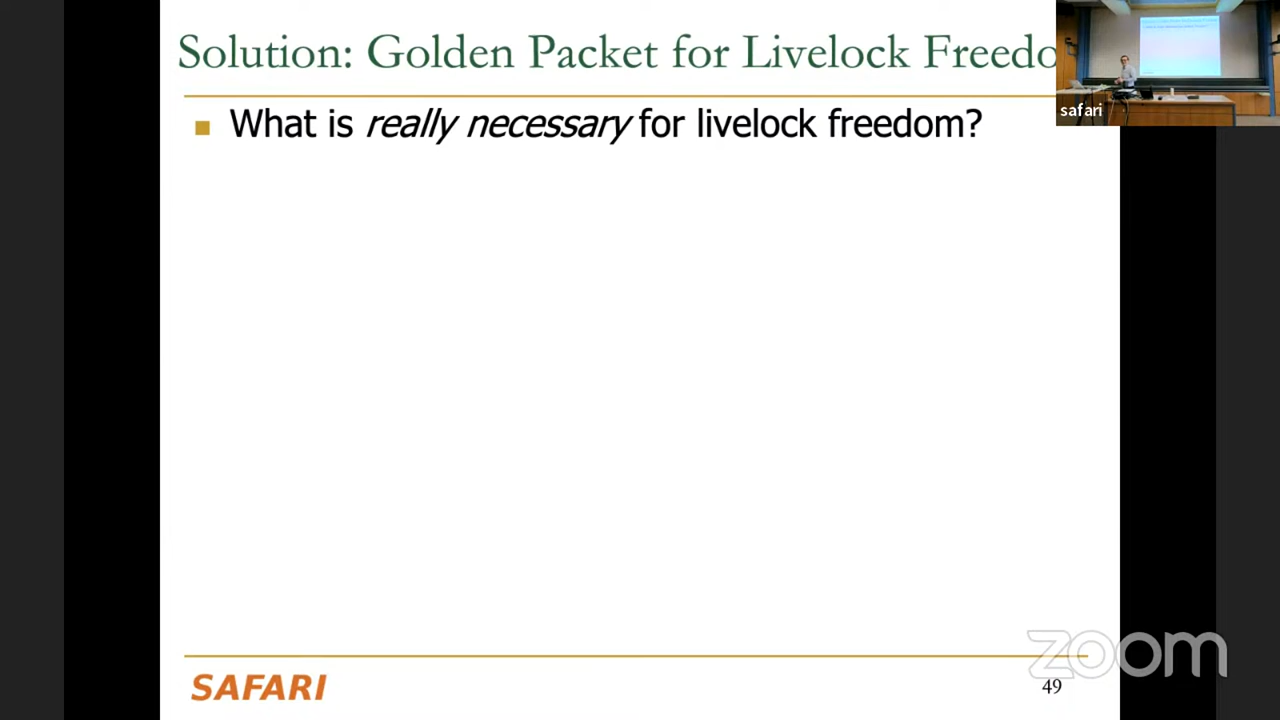 Solution: Golden Packet for Livelock Freedo
safari
What is really necessary for livelock freedom?
zoom
SAFARI
49